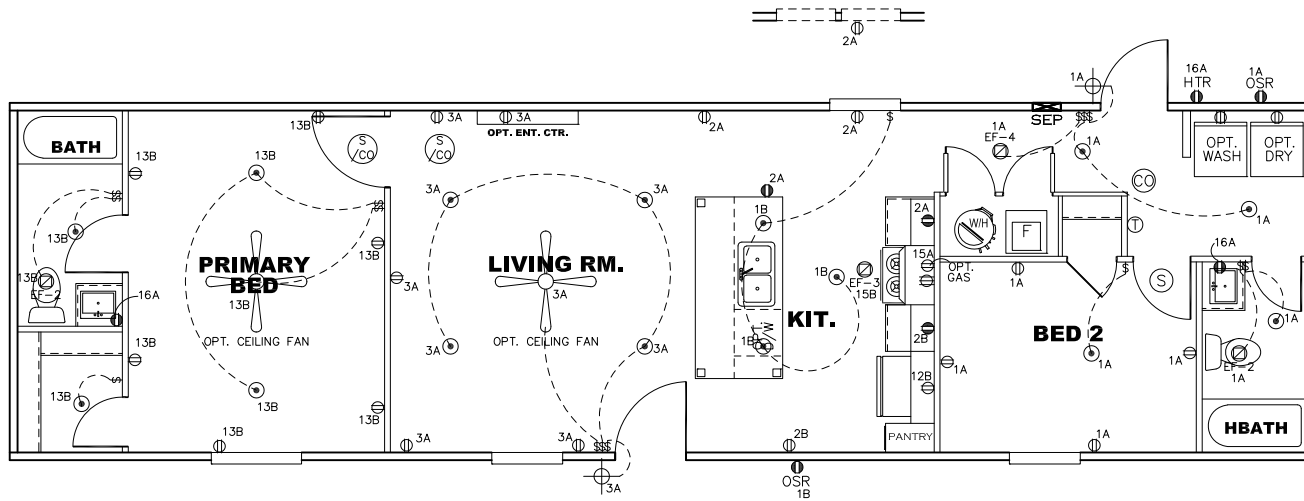 2A
16A
HTR
1A
OSR
1A
13B
3A
3A
OPT. ENT. CTR.
2A
2A
$
SEP
$$$
1A
EF-4
1A
OPT.
WASH
OPT.
DRY
BATH
13B
13B
S
/CO
S
/CO
CO
$$
13B
$$
3A
3A
2A
1B
2A
W/H
F
T
1A
13B
PRIMARY
BED
13B
13B
LIVING RM.
3A
3A
1B
EF-3
15B
15A
OPT.
GAS
1A
$
S
16A
$$
13B
EF-2
16A
KIT.
D/W
BED 2
1A
OPT. CEILING FAN
OPT. CEILING FAN
13B
3A
3A
1B
2B
1A
1A
1A
EF-2
1A
$
13B
13B
13B
12B
13B
3A
3A
$$$
2B
PANTRY
1A
HBATH
3A
OSR
1B